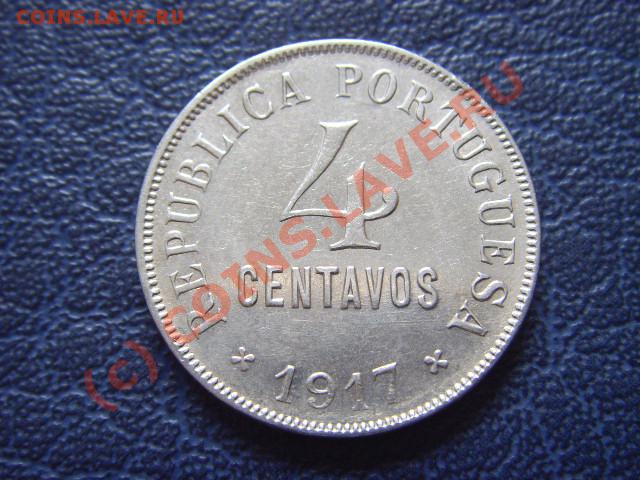 COINS.LAVE.RU
REPUBLICA PORTUGUESA
4
CENTAVOS
* 1917 *
(c) COINS.LAVE.RU